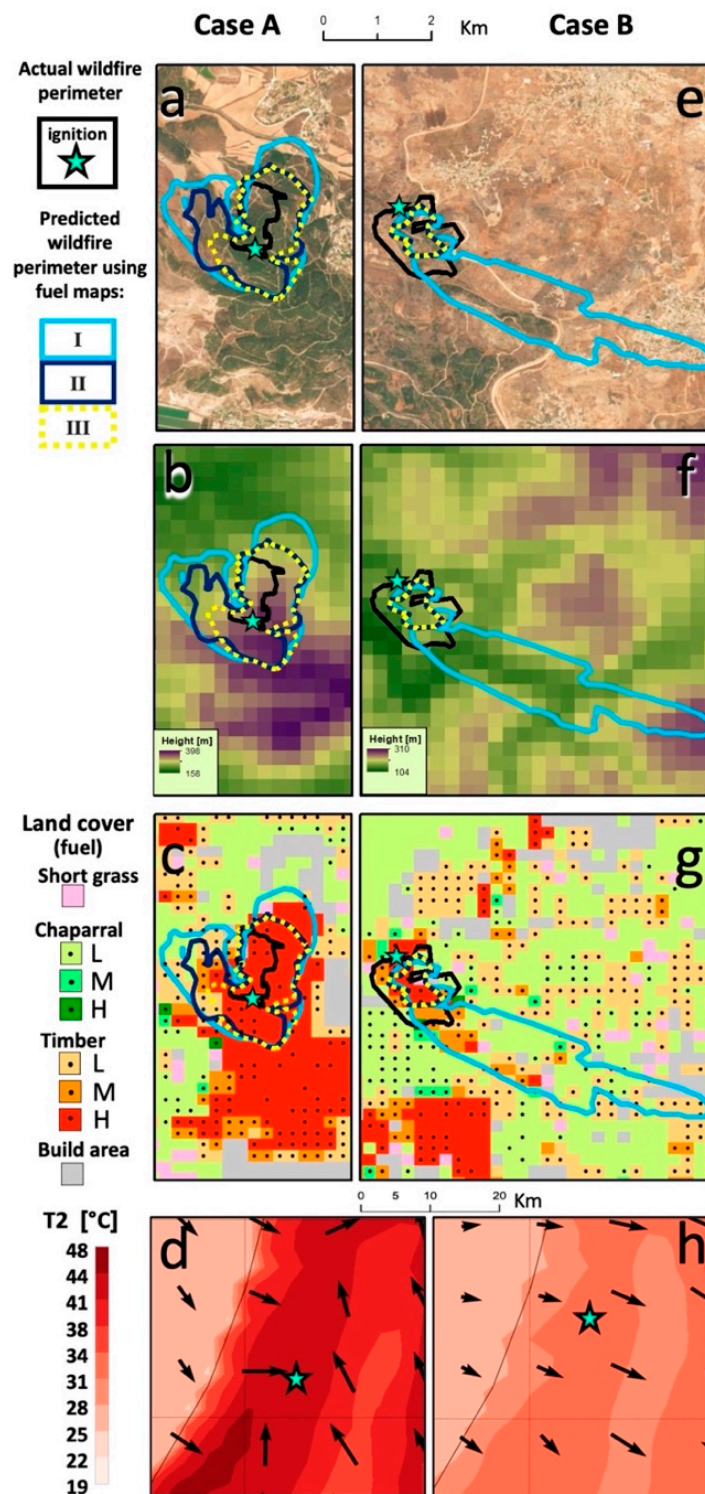 Case A
0 1 2 Km
Case B
Actual wildfire
perimeter
ignition
Predicted
wildfire
perimeter using
fuel maps:
I
II
III
a
e
b
f
Height [m]
398
158
Height [m]
310
104
Land cover
(fuel)
Short grass
Chaparral
L
M
H
Timber
L
M
H
Build area
c
g
0 5 10 20 Km
T2 [°C]
48
44
41
38
34
31
28
25
22
19
d
h